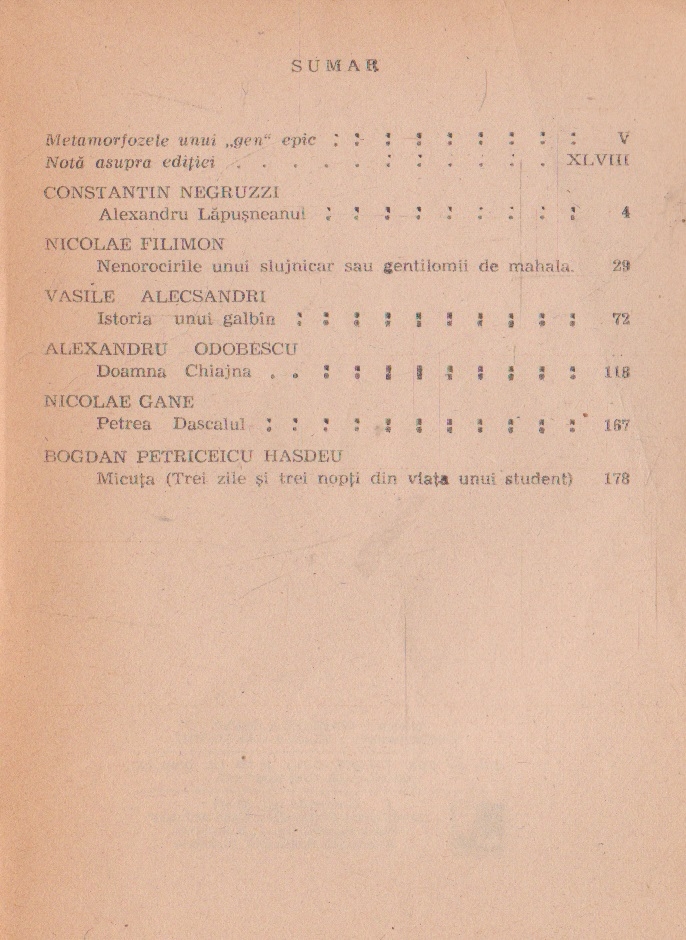 SUMAR
Metamorfozele unui „gen“ epic : : : : : : : : : V
Notă asupra ediției . . . . . : : : . . . XLVIII
CONSTANTIN NEGRUZZI
Alexandru Lăpușneanul : : : : : : : : : 4
NICOLAE FILIMON
Nenorocirile unui slujnicar sau gentilomii de mahala. 29
VASILE ALECSANDRI
Istoria unui galbîn : : : : : : : : : : 72
ALEXANDRU ODOBESCU
Doamna Chiajna . . : : : : : : : : : 118
NICOLAE GANE
Petrea Dascalul : : : : : : : : : : : 167
BOGDAN PETRICEICU HASDEU
Micuța (Trei zile și trei nopți din viața unui student) 178